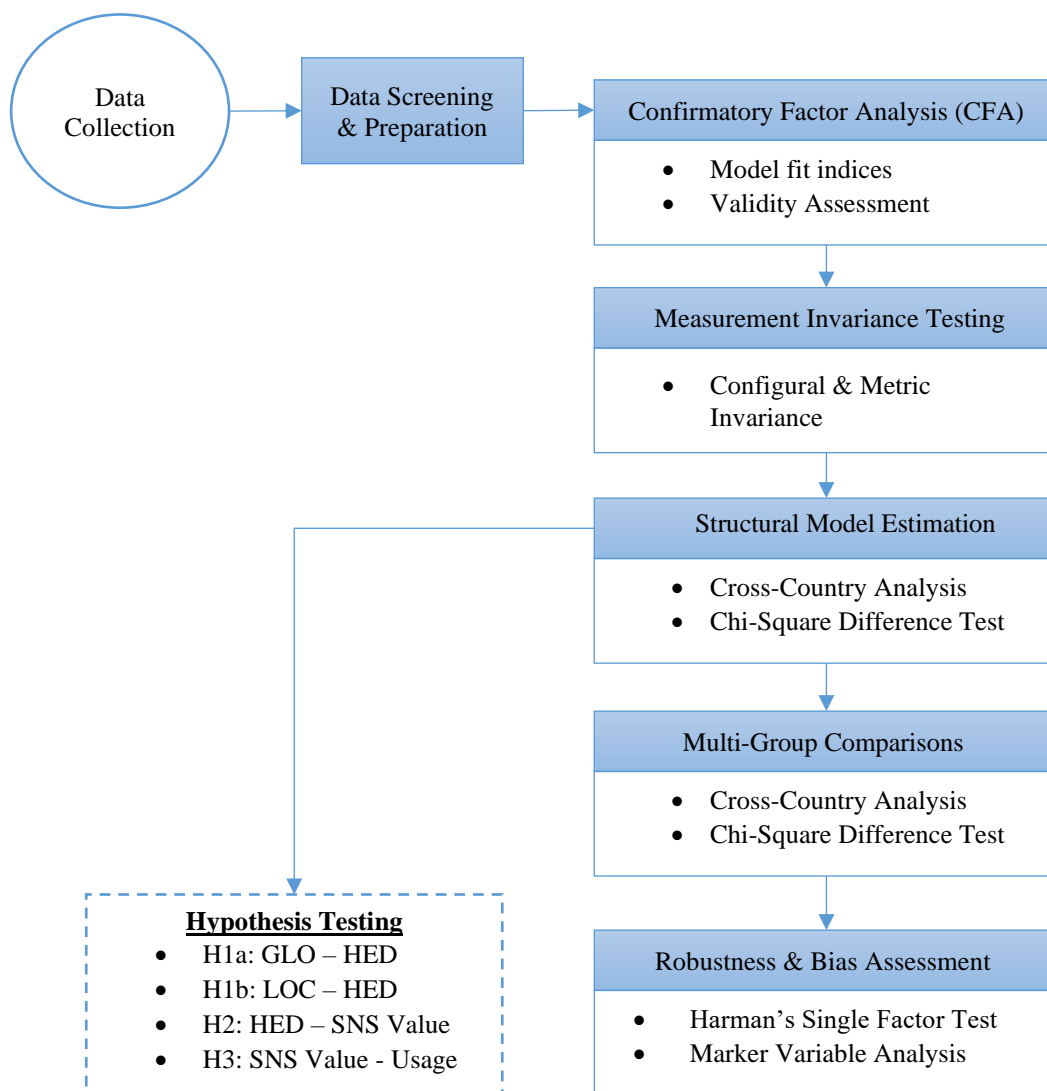 Data
Collection
Data Screening
& Preparation
Confirmatory Factor Analysis (CFA)
• Model fit indices
• Validity Assessment
Measurement Invariance Testing
• Configural & Metric
Invariance
Structural Model Estimation
• Cross-Country Analysis
• Chi-Square Difference Test
Multi-Group Comparisons
• Cross-Country Analysis
• Chi-Square Difference Test
Hypothesis Testing
• H1a: GLO – HED
• H1b: LOC – HED
• H2: HED – SNS Value
• H3: SNS Value - Usage
Robustness & Bias Assessment
• Harman’s Single Factor Test
• Marker Variable Analysis